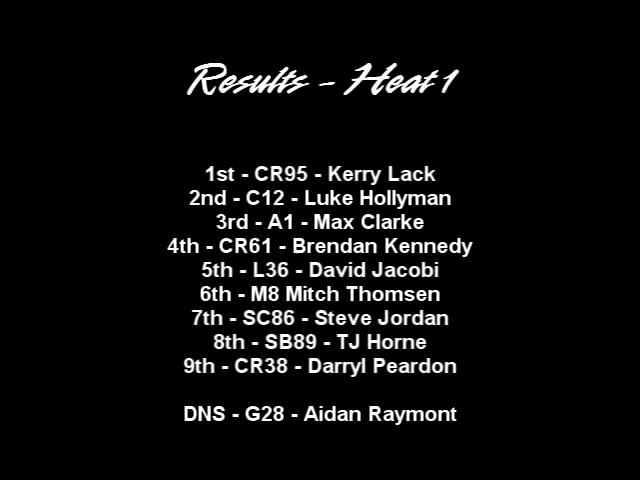 Results - Heat 1
1st - CR95 - Kerry Lack
2nd - C12 - Luke Hollyman
3rd - A1 - Max Clarke
4th - CR61 - Brendan Kennedy
5th - L36 - David Jacobi
6th - M8 Mitch Thomsen
7th - SC86 - Steve Jordan
8th - SB89 - TJ Horne
9th - CR38 - Darryl Peardon
DNS - G28 - Aidan Raymont